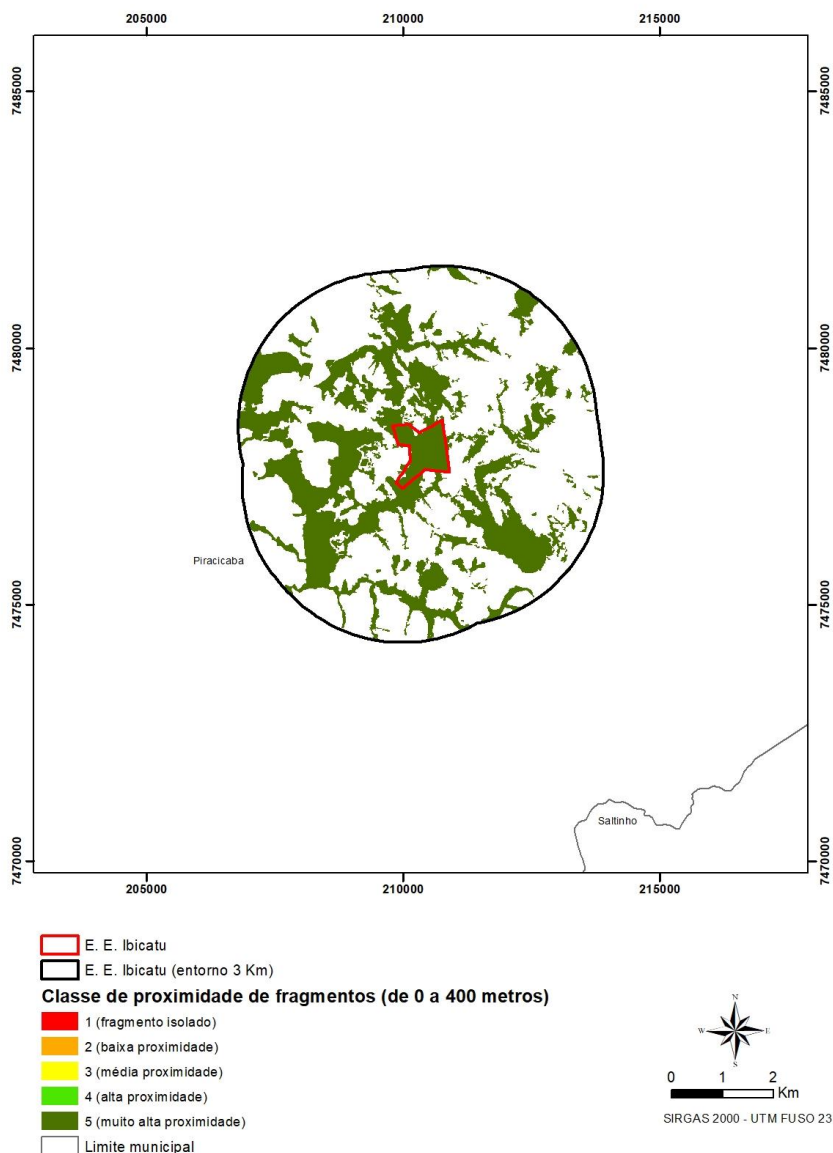 205000 210000 215000
7485000 7485000
7480000 7480000
Piracicaba
7475000 7475000
Saltinho
7470000 7470000
205000 210000 215000
E. E. Ibicatu
E. E. Ibicatu (entorno 3 Km)
Classe de proximidade de fragmentos (de 0 a 400 metros)
1 (fragmento isolado)
2 (baixa proximidade)
3 (média proximidade)
4 (alta proximidade)
5 (muito alta proximidade)
Limite municipal
N
W E
S
0 1 2
Km
SIRGAS 2000 - UTM FUSO 23